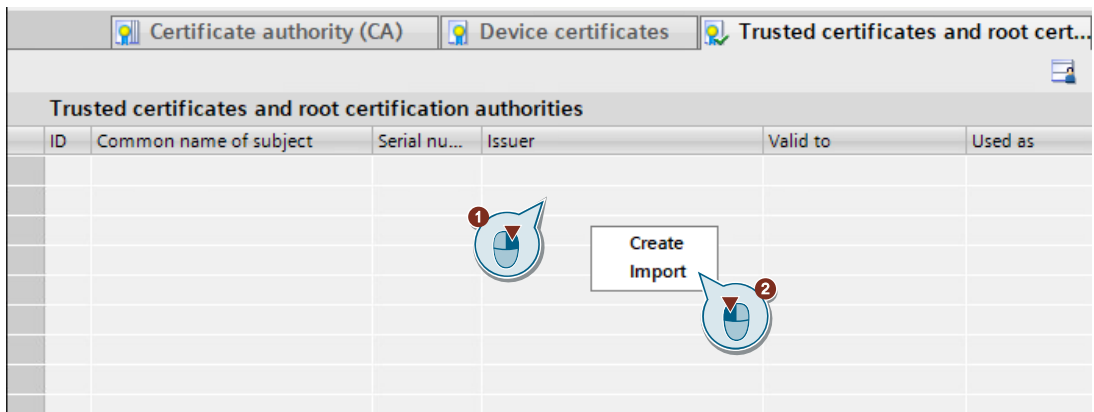 Certificate authority (CA) Device certificates Trusted certificates and root cert...
Trusted certificates and root certification authorities
ID Common name of subject Serial nu... Issuer Valid to Used as
1
Create
Import
2